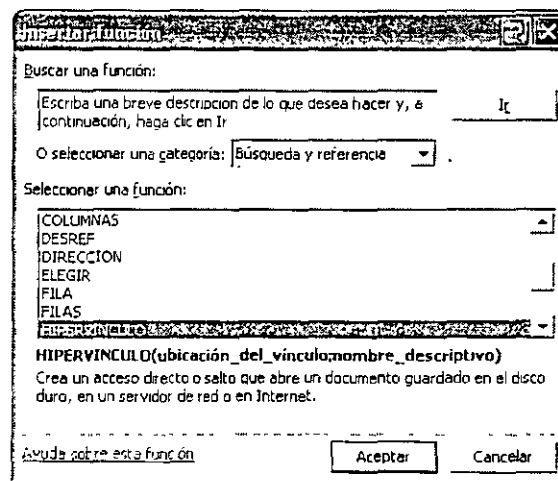 Insertar función
Buscar una función:
Escriba una breve descripcion de lo que desea hacer y, a
continuación, haga clic en Ir
Ir
O seleccionar una categoría: Búsqueda y referencia
Seleccionar una función:
COLUMNAS
DESREF
DIRECCION
ELEGIR
FILA
FILAS
HIPERVINCULO
HIPERVINCULO(ubicación_del_vínculo;nombre_descriptivo)
Crea un acceso directo o salto que abre un documento guardado en el disco
duro, en un servidor de red o en Internet.
Ayuda sobre esta función
Aceptar
Cancelar